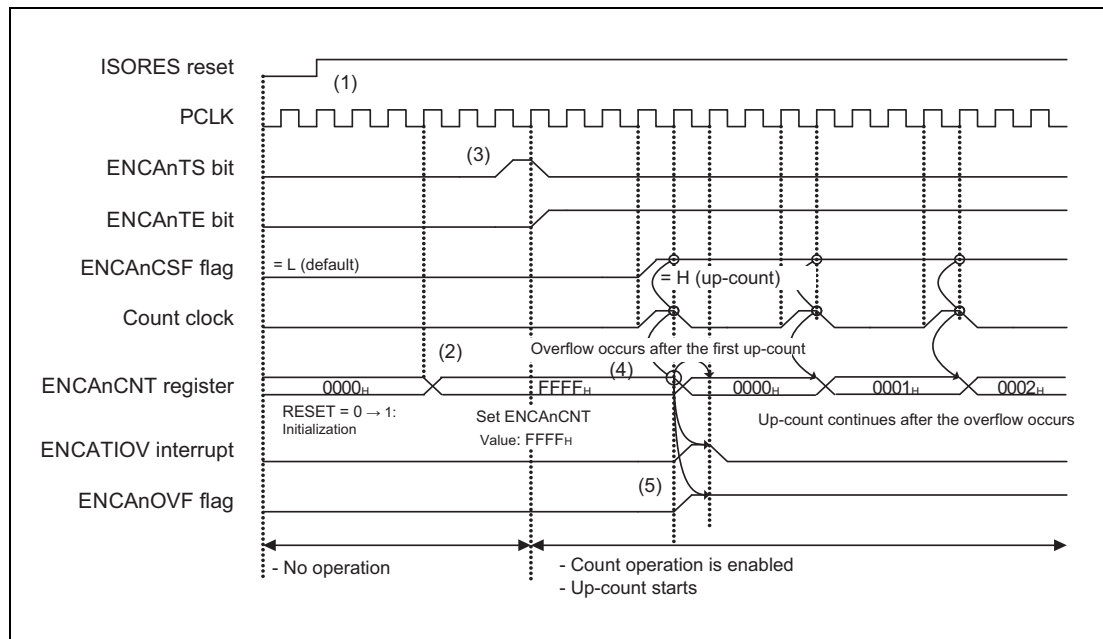 ISORES reset
(1)
PCLK
ENCAnTS bit
(3)
ENCAnTE bit
ENCAnCSF flag
= L (default)
= H (up-count)
Count clock
(2)
Overflow occurs after the first up-count
(4)
ENCAnCNT register
0000H
FFFFH
0000H
0001H
0002H
RESET = 0 → 1:
Initialization
Set ENCAnCNT
Value: FFFFH
Up-count continues after the overflow occurs
ENCATIOV interrupt
(5)
ENCAnOVF flag
- No operation
- Count operation is enabled
- Up-count starts